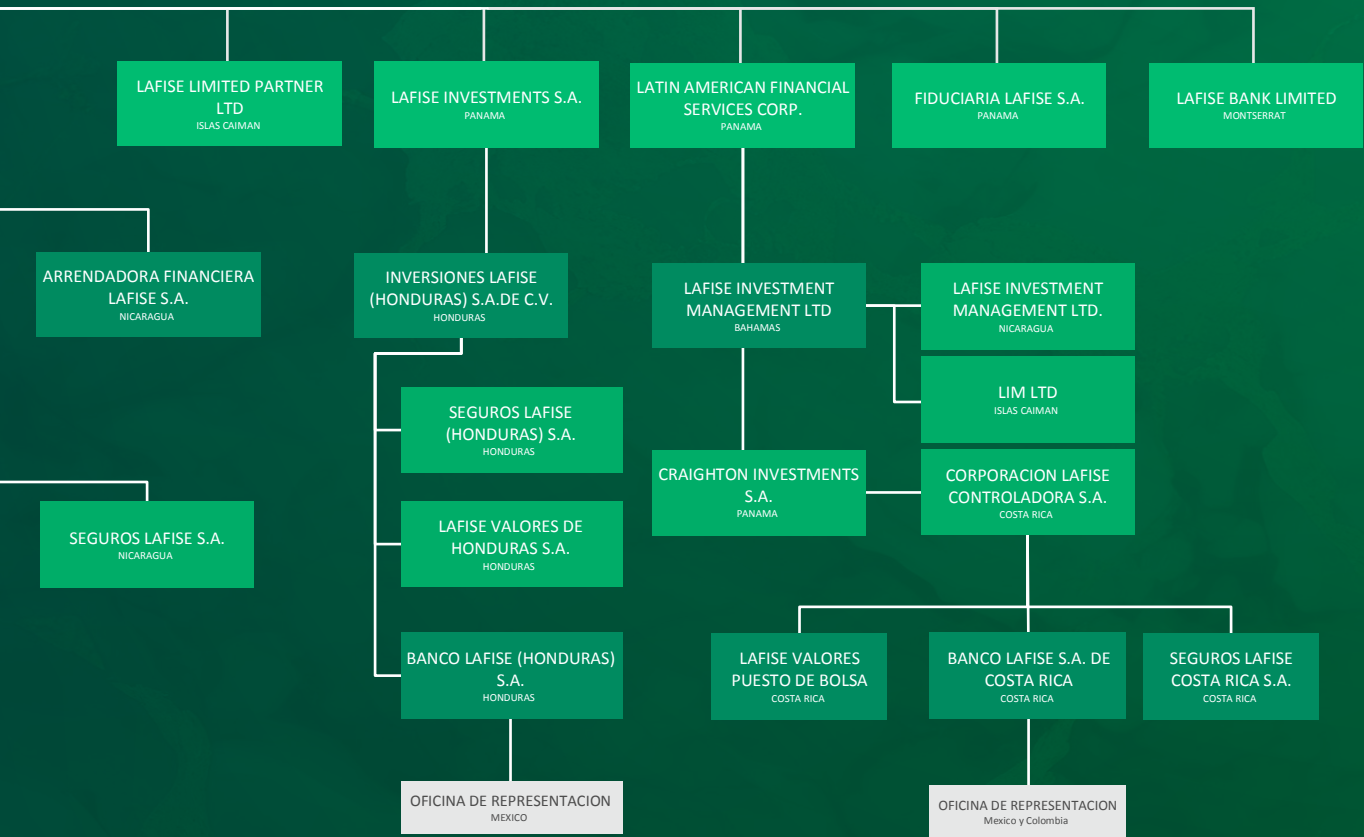 LAFISE LIMITED PARTNER
LTD
ISLAS CAIMAN
LAFISE INVESTMENTS S.A.
PANAMA
LATIN AMERICAN FINANCIAL
SERVICES CORP.
PANAMA
FIDUCIARIA LAFISE S.A.
PANAMA
LAFISE BANK LIMITED
MONTSERRAT
ARRENDADORA FINANCIERA
LAFISE S.A.
NICARAGUA
INVERSIONES LAFISE
(HONDURAS) S.A.DE C.V.
HONDURAS
LAFISE INVESTMENT
MANAGEMENT LTD
BAHAMAS
LAFISE INVESTMENT
MANAGEMENT LTD.
NICARAGUA
LIM LTD
ISLAS CAIMAN
SEGUROS LAFISE
(HONDURAS) S.A.
HONDURAS
CRAIGHTON INVESTMENTS
S.A.
PANAMA
CORPORACION LAFISE
CONTROLADORA S.A.
COSTA RICA
SEGUROS LAFISE S.A.
NICARAGUA
LAFISE VALORES DE
HONDURAS S.A.
HONDURAS
BANCO LAFISE (HONDURAS)
S.A.
HONDURAS
LAFISE VALORES
PUESTO DE BOLSA
COSTA RICA
BANCO LAFISE S.A. DE
COSTA RICA
COSTA RICA
SEGUROS LAFISE
COSTA RICA S.A.
COSTA RICA
OFICINA DE REPRESENTACION
MEXICO
OFICINA DE REPRESENTACION
Mexico y Colombia